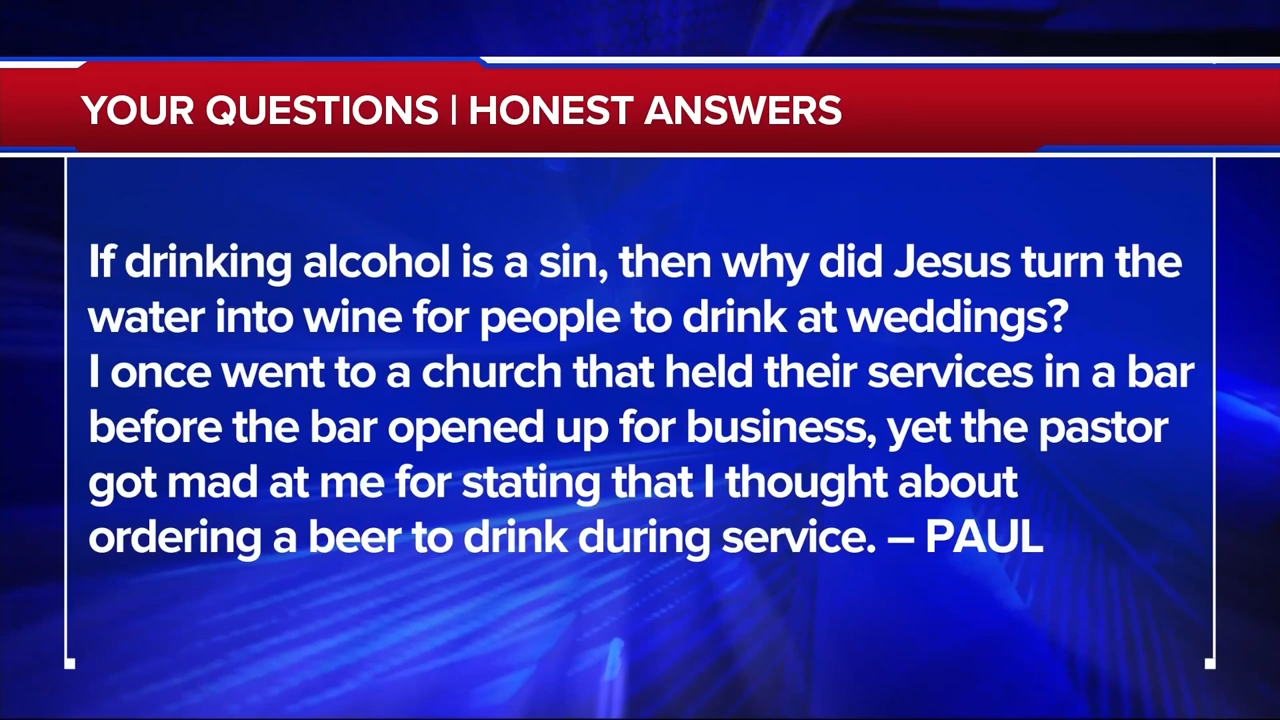 YOUR QUESTIONS | HONEST ANSWERS
If drinking alcohol is a sin, then why did Jesus turn the
water into wine for people to drink at weddings?
I once went to a church that held their services in a bar
before the bar opened up for business, yet the pastor
got mad at me for stating that I thought about
ordering a beer to drink during service. – PAUL